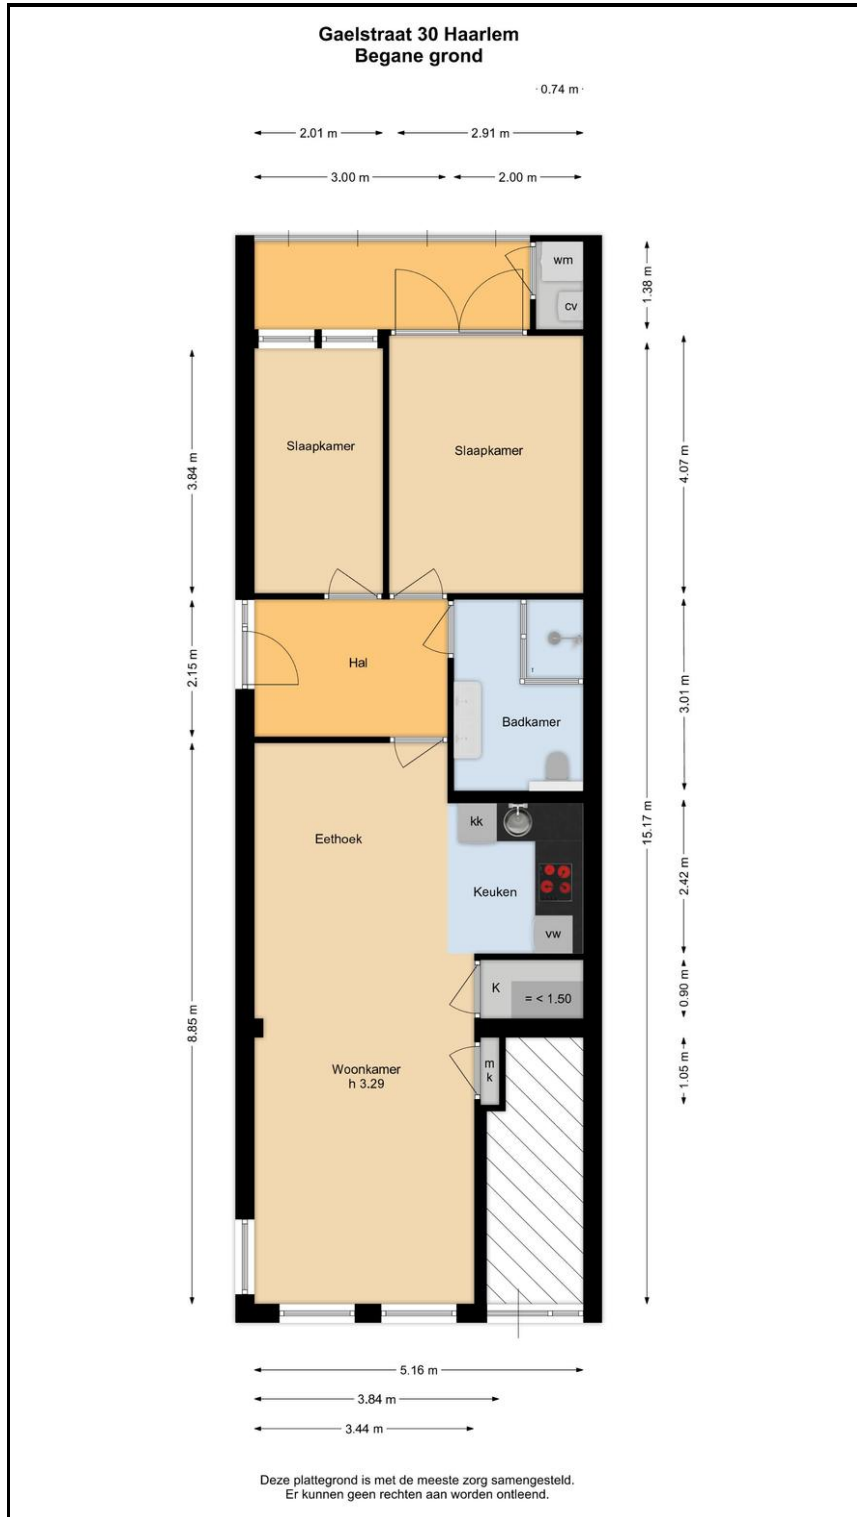 Gaelstraat 30 Haarlem
Begane grond
0.74 m
2.01 m
2.91 m
3.00 m
2.00 m
wm
cv
1.38 m
Slaapkamer
Slaapkamer
3.84 m
4.07 m
Hal
2.15 m
Badkamer
3.01 m
15.17 m
kk
Eethoek
Keuken
vw
2.42 m
K
= < 1.50
0.90 m
8.85 m
m
k
Woonkamer
h 3.29
1.05 m
5.16 m
3.84 m
3.44 m
Deze plattegrond is met de meeste zorg samengesteld.
Er kunnen geen rechten aan worden ontleend.